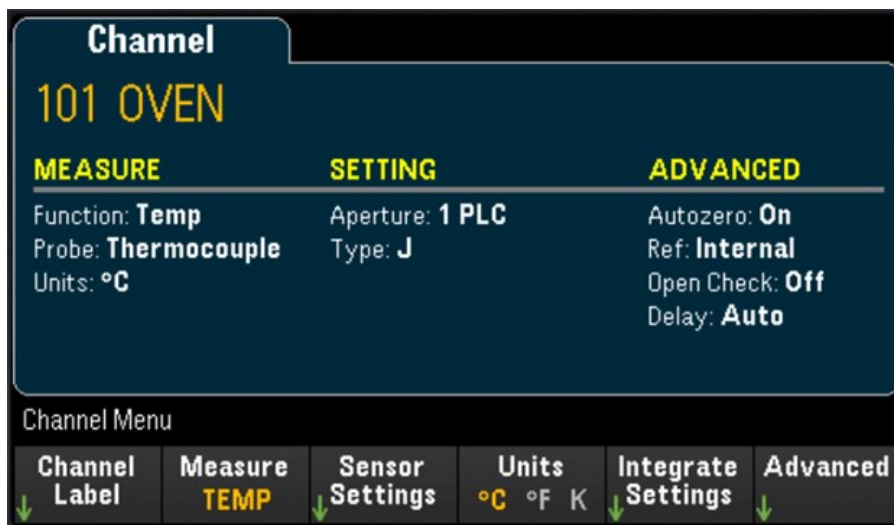 Channel
101 OVEN
MEASURE SETTING ADVANCED
Function: Temp Aperture: 1 PLC Autozero: On
Probe: Thermocouple Type: J Ref: Internal
Units: °C Open Check: Off
Delay: Auto
Channel Menu
Channel Measure Sensor Units Integrate Advanced
Label TEMP Settings °C °F K Settings